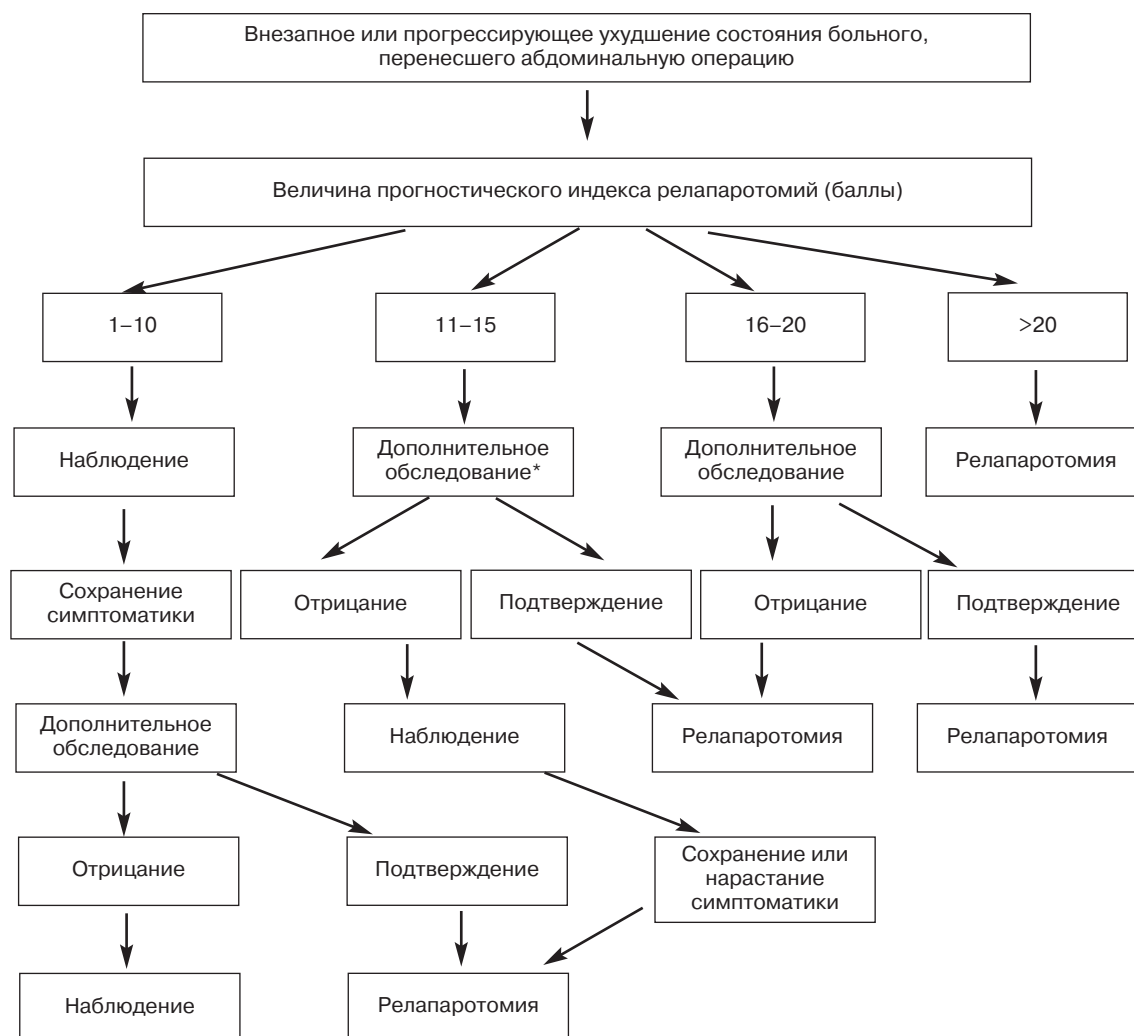 Внезапное или прогрессирующее ухудшение состояния больного,
перенесшего абдоминальную операцию
Величина прогностического индекса релапаротомий (баллы)
1–10
11–15
16–20
>20
Наблюдение
Дополнительное
обследование*
Дополнительное
обследование
Релапаротомия
Сохранение
симптоматики
Отрицание
Подтверждение
Отрицание
Подтверждение
Дополнительное
обследование
Наблюдение
Релапаротомия
Релапаротомия
Отрицание
Подтверждение
Сохранение или
нарастание
симптоматики
Наблюдение
Релапаротомия